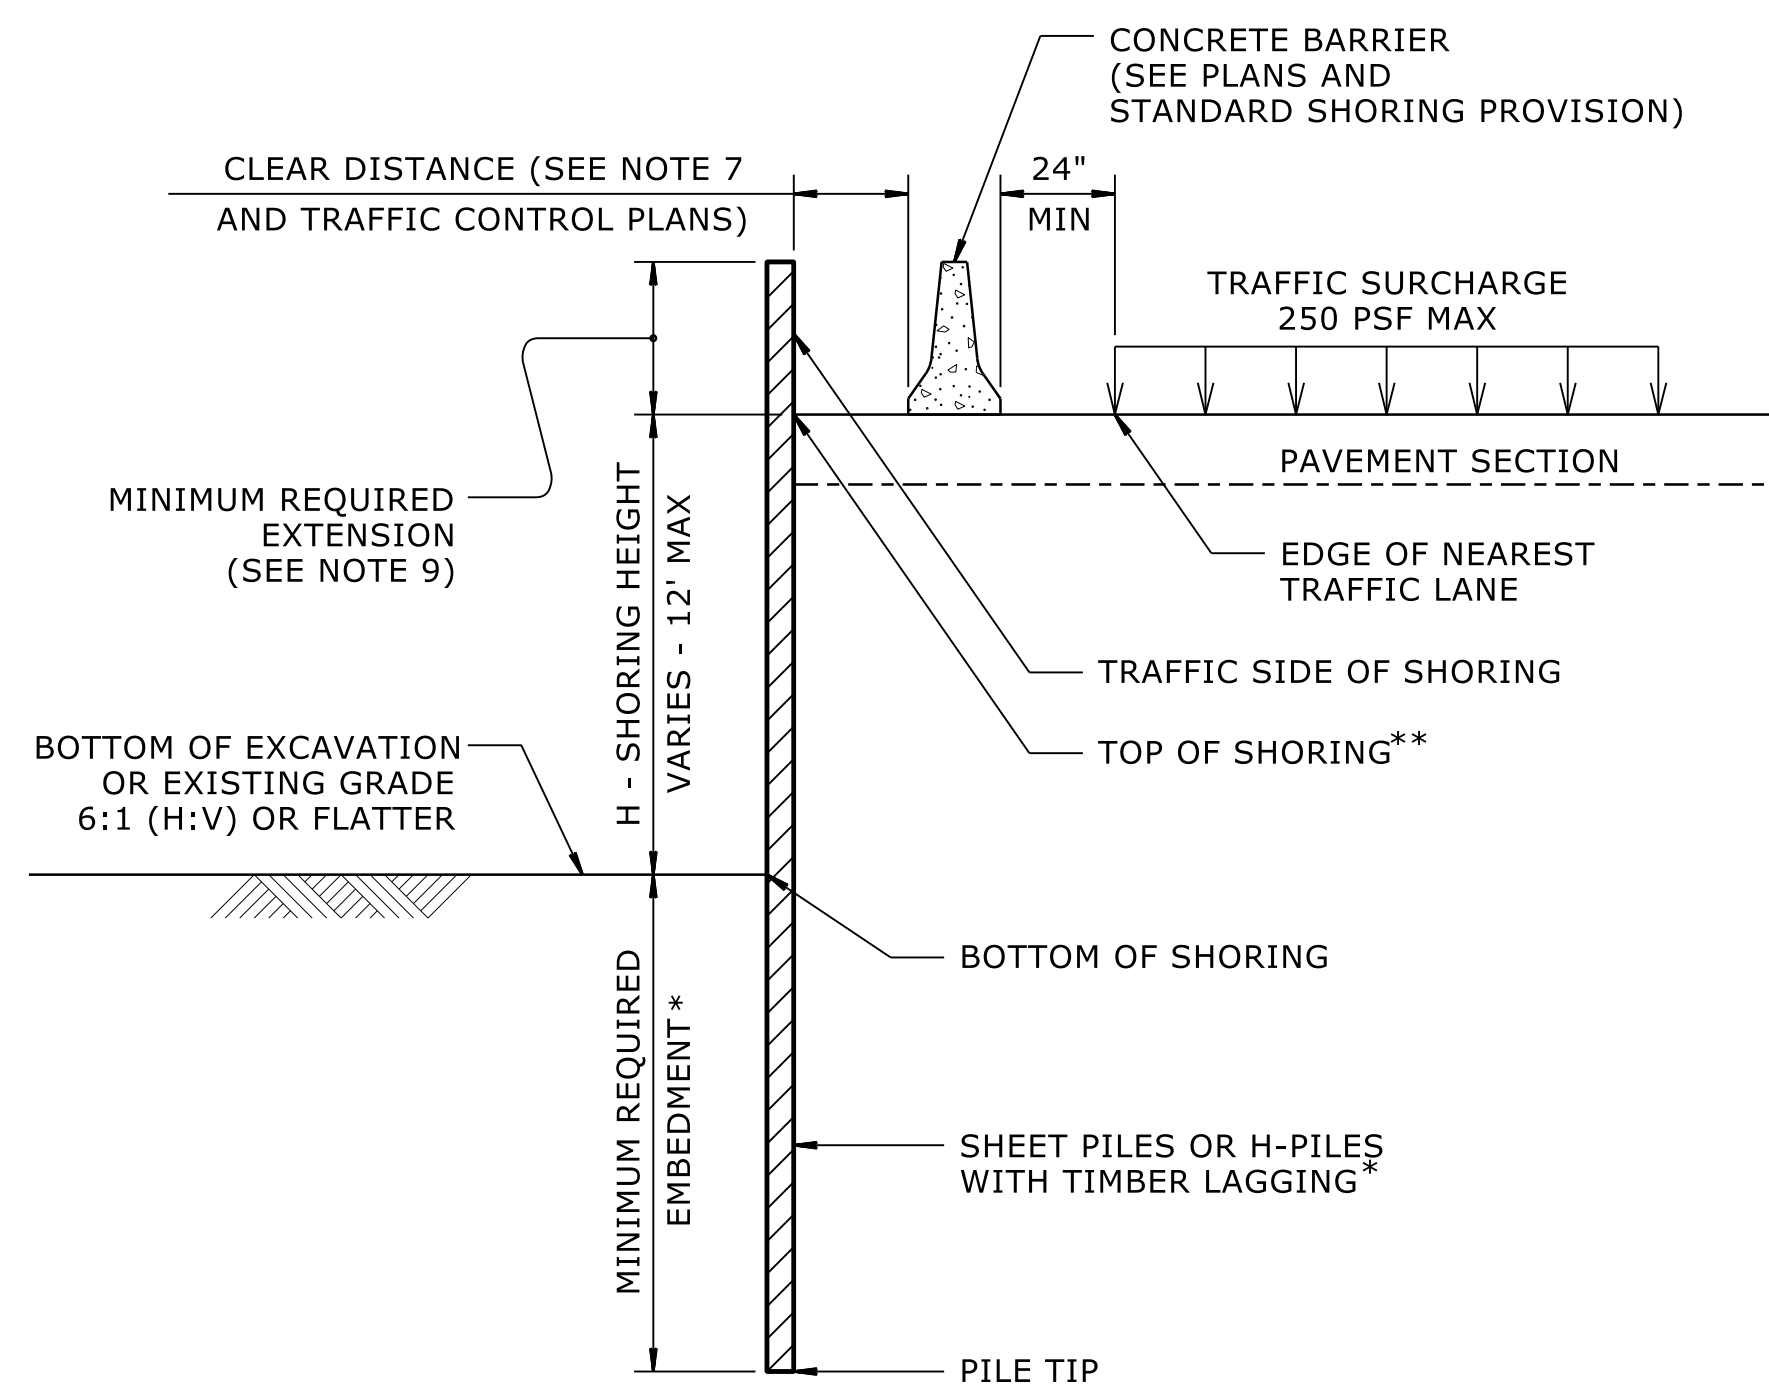 CONCRETE BARRIER
(SEE PLANS AND
STANDARD SHORING PROVISION)
CLEAR DISTANCE (SEE NOTE 7
AND TRAFFIC CONTROL PLANS)
24"
MIN
TRAFFIC SURCHARGE
250 PSF MAX
PAVEMENT SECTION
MINIMUM REQUIRED
EXTENSION
(SEE NOTE 9)
H - SHORING HEIGHT
VARIES - 12' MAX
EDGE OF NEAREST
TRAFFIC LANE
TRAFFIC SIDE OF SHORING
TOP OF SHORING**
BOTTOM OF EXCAVATION
OR EXISTING GRADE
6:1 (H:V) OR FLATTER
BOTTOM OF SHORING
MINIMUM REQUIRED
EMBEDMENT*
SHEET PILES OR H-PILES
WITH TIMBER LAGGING*
PILE TIP